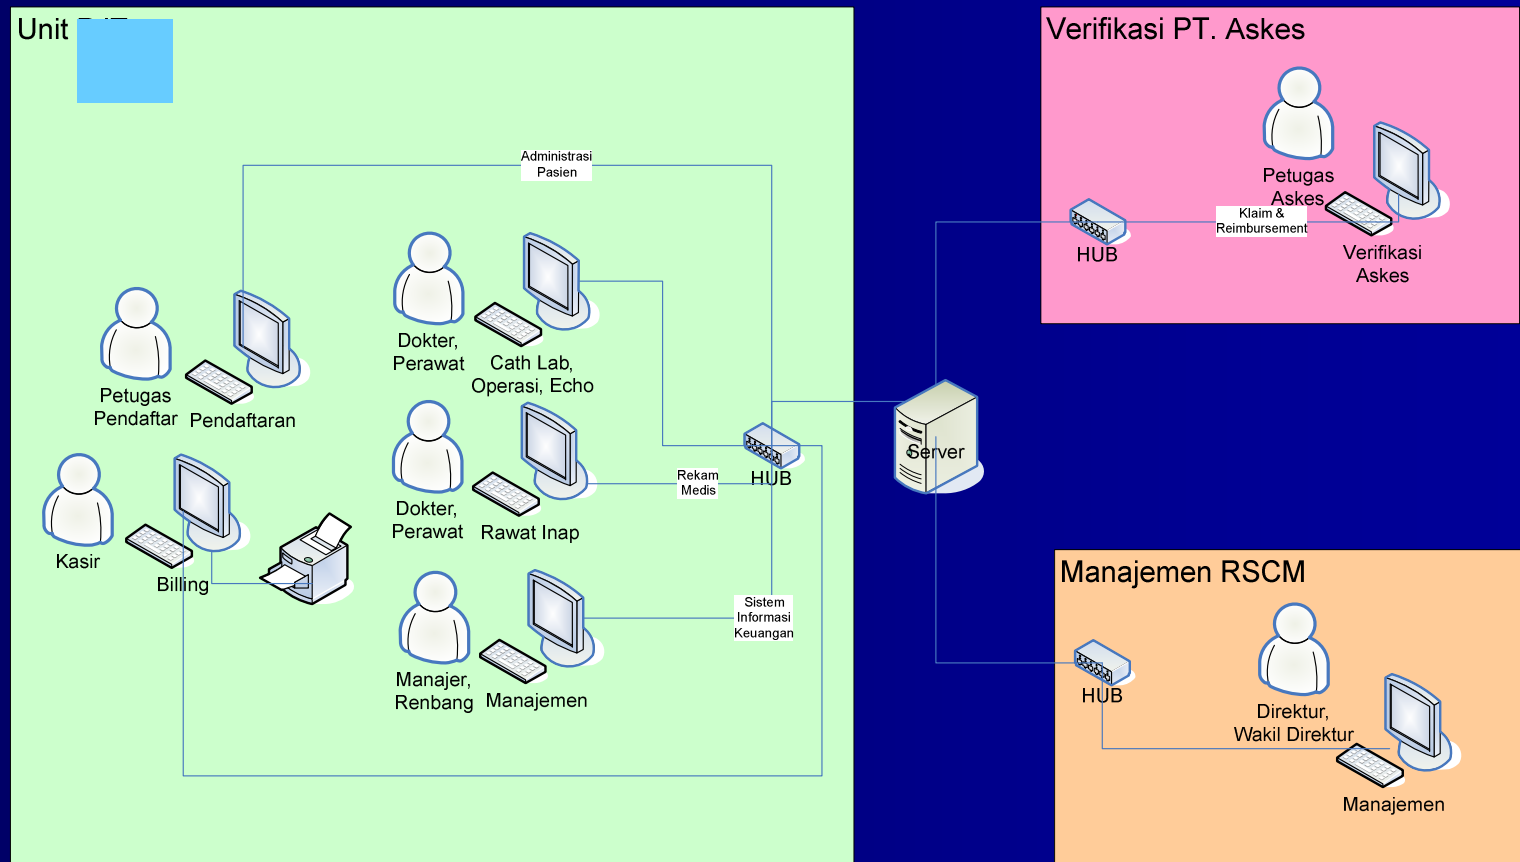 Unit
Verifikasi PT. Askes
Administrasi
Pasien
Petugas
Askes
Klaim &
Reimbursement
HUB
Verifikasi
Askes
Dokter,
Perawat
Cath Lab,
Operasi, Echo
Petugas
Pendaftar
Pendaftaran
Dokter,
Perawat
Rawat Inap
Rekam
Medis
HUB
Server
Kasir
Billing
Manajer,
Renbang
Manajemen
Sistem
Informasi
Keuangan
Manajemen RSCM
HUB
Direktur,
Wakil Direktur
Manajemen